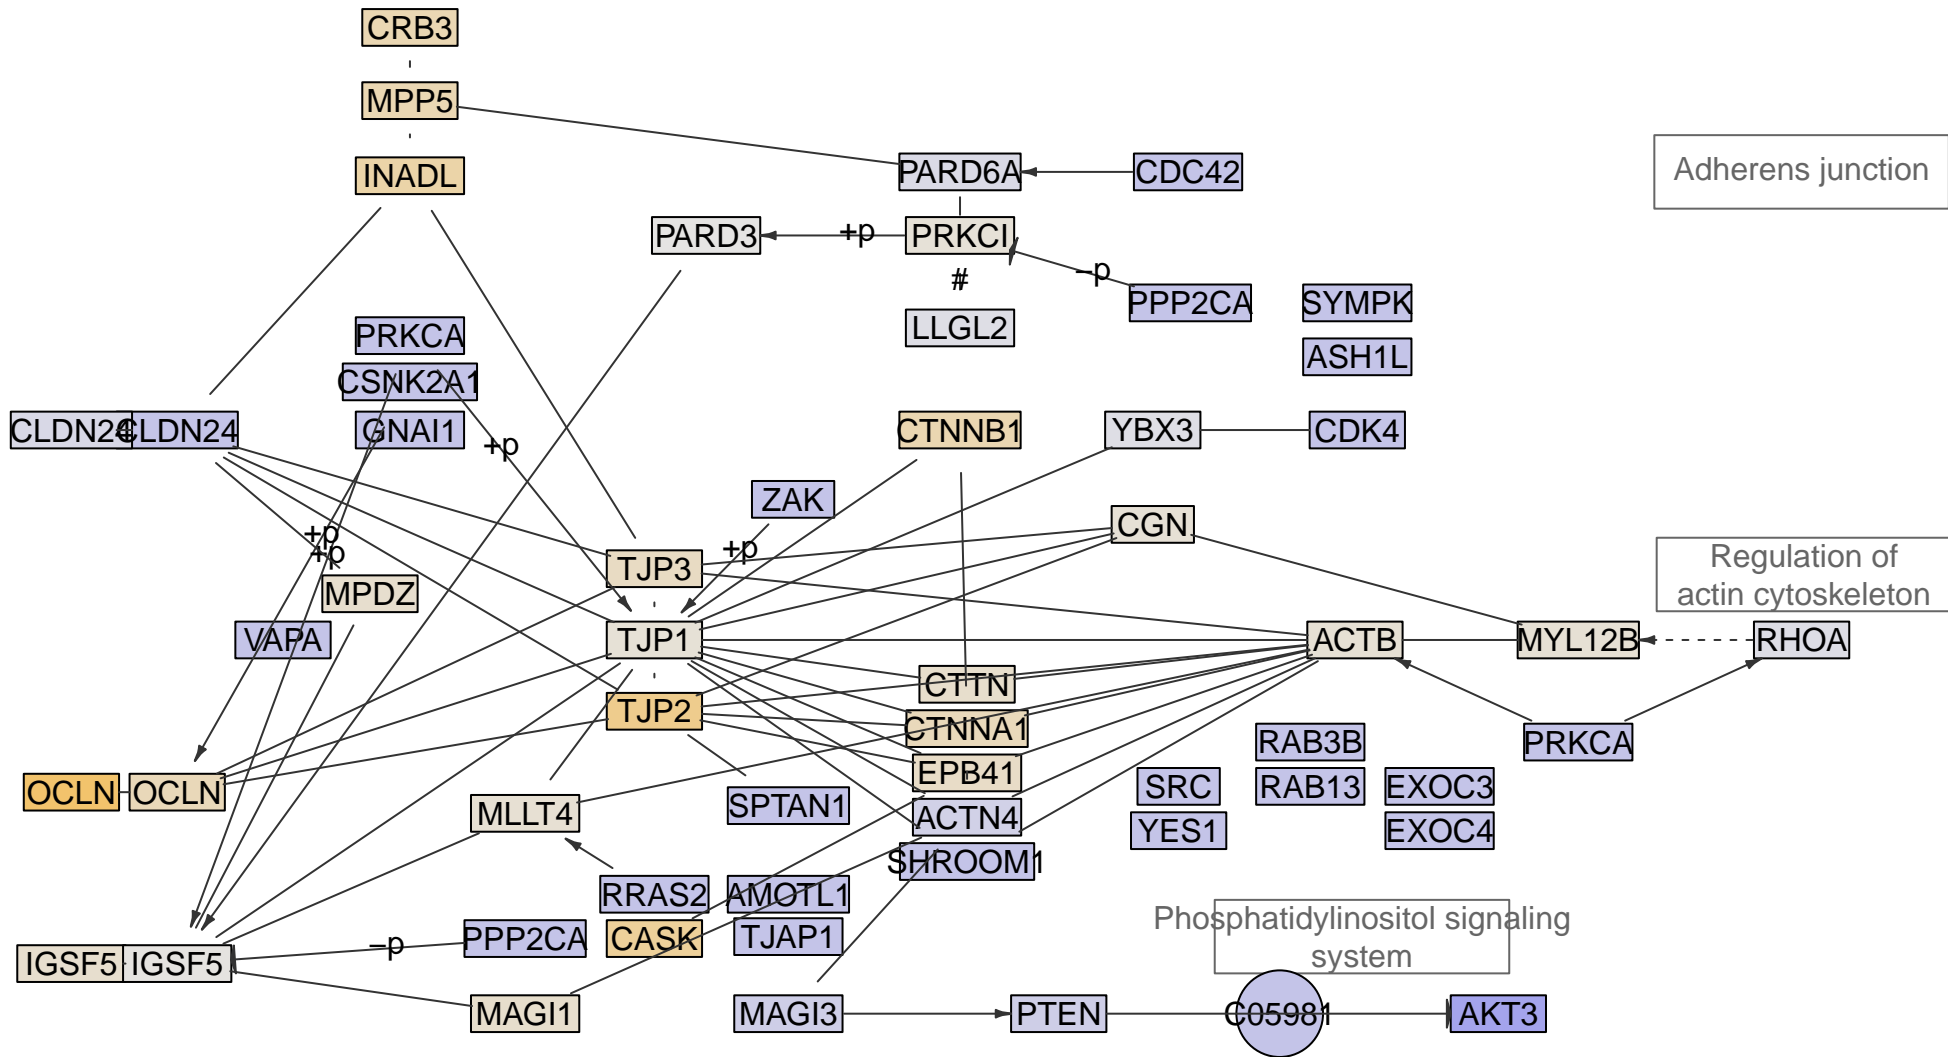 CRB3
MPP5
INADL
PARD6A
CDC42
Adherens junction
PARD3
+p
PRKCI
#
−p
PPP2CA
SYMPK
PRKCA
LLGL2
ASH1L
CSNK2A1
CLDN24
CLDN24
GNAI1
+p
CTNNB1
YBX3
CDK4
ZAK
+p
+p
+p
CGN
TJP3
Regulation of
actin cytoskeleton
MPDZ
VAPA
TJP1
ACTB
MYL12B
RHOA
CTTN
TJP2
CTNNA1
RAB3B
PRKCA
EPB41
OCLN
OCLN
SRC
RAB13
EXOC3
MLLT4
SPTAN1
ACTN4
YES1
EXOC4
SHROOM1
RRAS2
AMOTL1
Phosphatidylinositol signaling
system
PPP2CA
CASK
TJAP1
−p
IGSF5
IGSF5
MAGI1
MAGI3
PTEN
C05981
AKT3